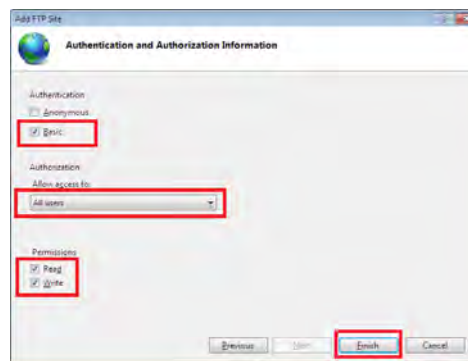 Add FTP Site
Authentication and Authorization Information
Authentication
Anonymous
Basic
Authorization
Allow access to:
All users
Permissions
Read
Write
Previous
Next
Finish
Cancel